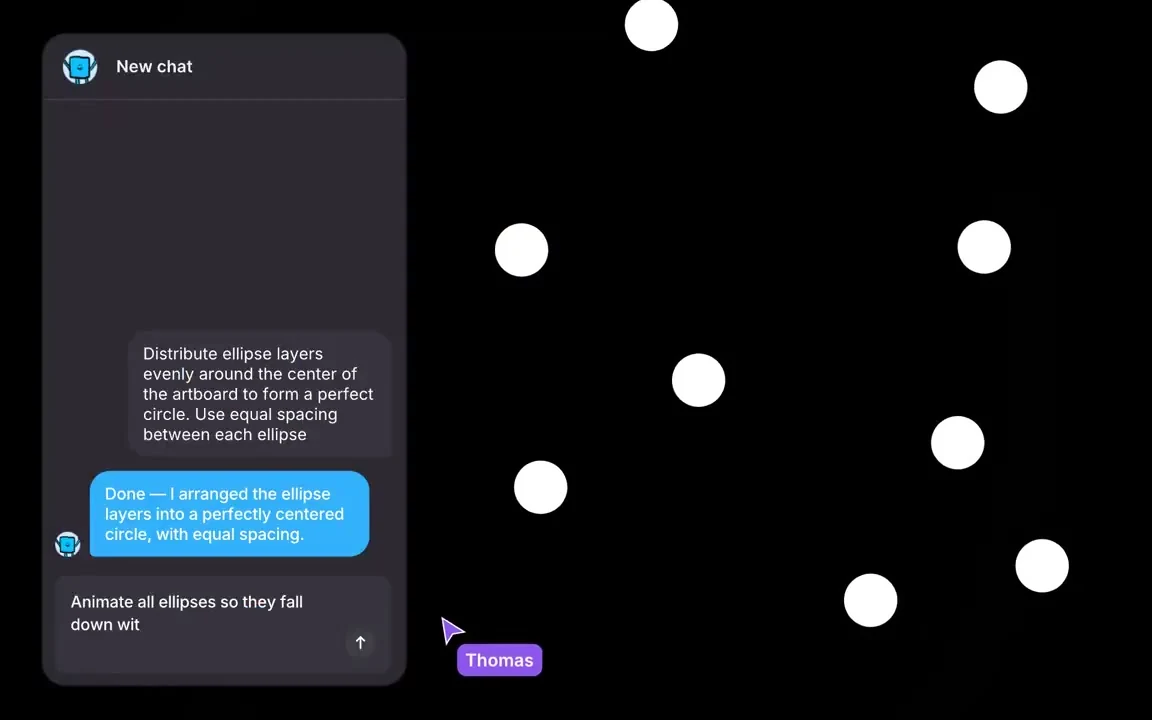 New chat
Distribute ellipse layers
evenly around the center of
the artboard to form a perfect
circle. Use equal spacing
between each ellipse
Done — I arranged the ellipse
layers into a perfectly centered
circle, with equal spacing.
Animate all ellipses so they fall
down wit
Thomas